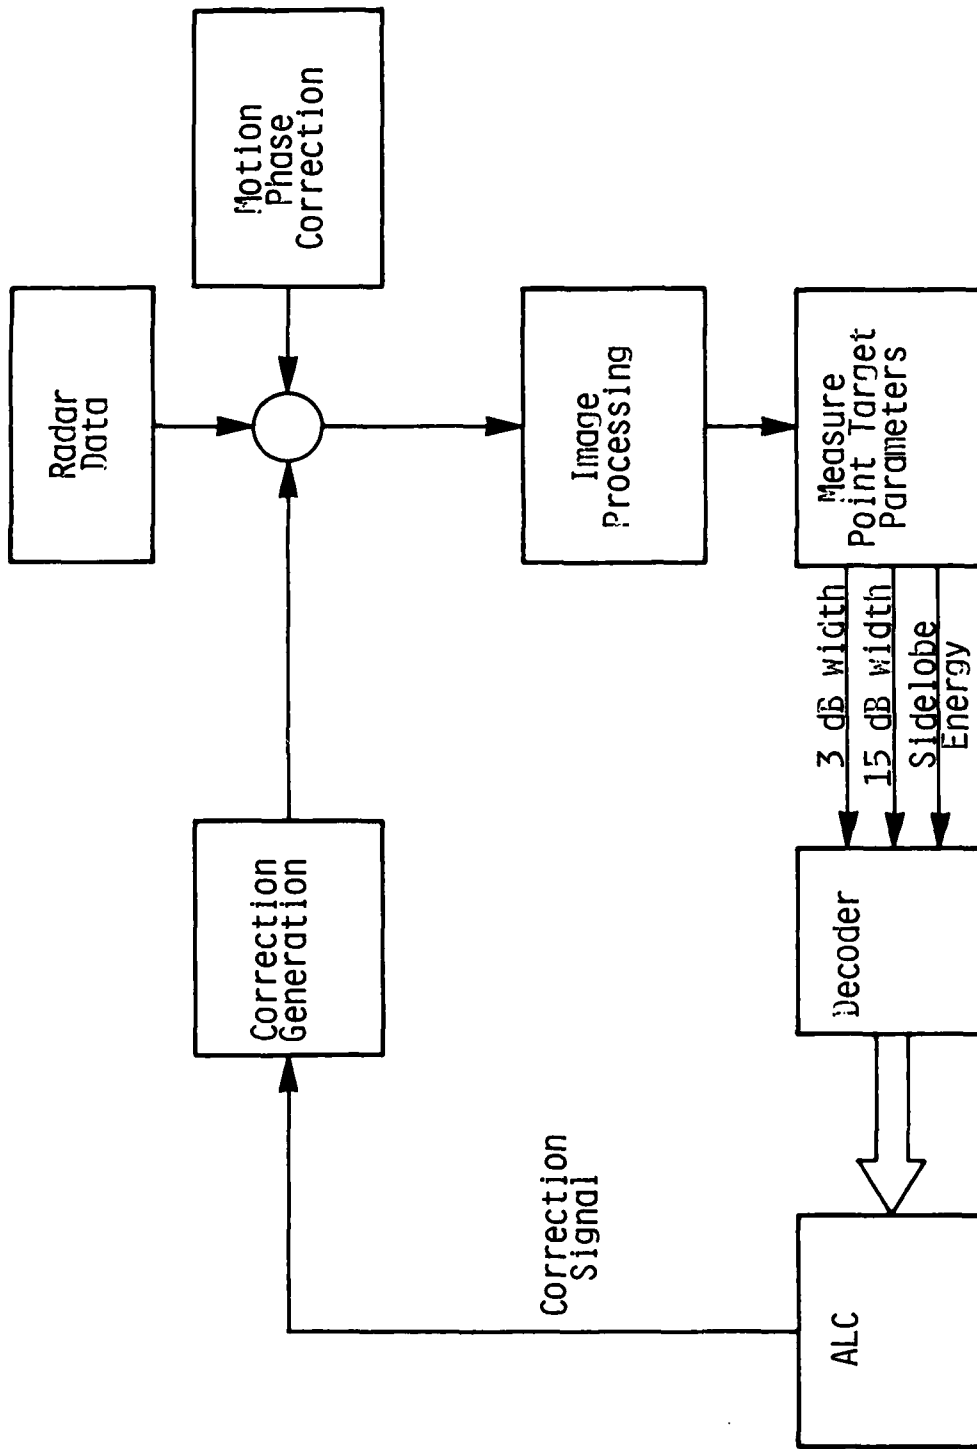 Radar
Data
Motion
Phase
Correction
Correction
Generation
Image
Processing
Correction
Signal
Measure
Point Target
Parameters
3 dB width
15 dB width
Sidelobe
Energy
Decoder
ALC